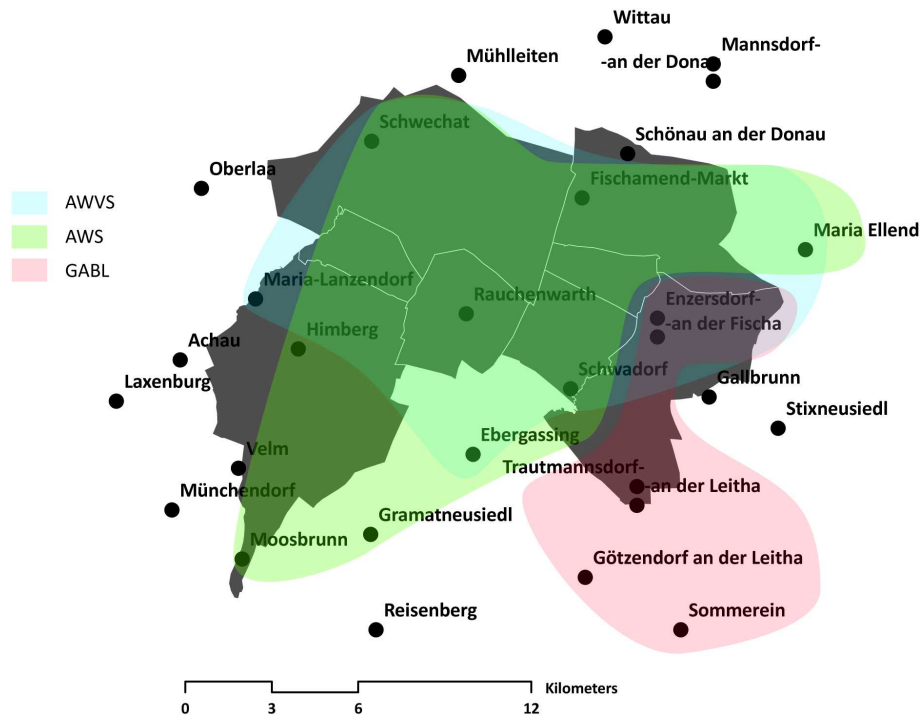 Wittau
Mannsdorf-
-an der Donau
Mühlleiten
Schwechat
Schönau an der Donau
Oberlaa
Fischamend-Markt
AWVS
AWS
GABL
Maria Ellend
Maria-Lanzendorf
Rauchenwarth
Enzersdorf-
-an der Fischa
Himberg
Achau
Laxenburg
Schwadorf
Gallbrunn
Stixneusiedl
Ebergassing
Velm
Trautmannsdorf-
-an der Leitha
Münchendorf
Gramatneusiedl
Moosbrunn
Götzendorf an der Leitha
Reisenberg
Sommerein
Kilometers
0 3 6 12